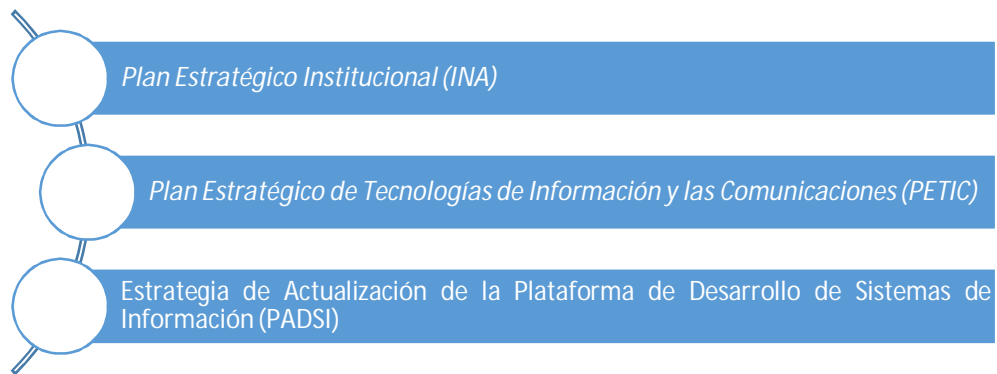 Plan Estratégico Institucional (INA)
Plan Estratégico de Tecnologías de Información y las Comunicaciones (PETIC)
Estrategia de Actualización de la Plataforma de Desarrollo de Sistemas de
Información (PADSI)